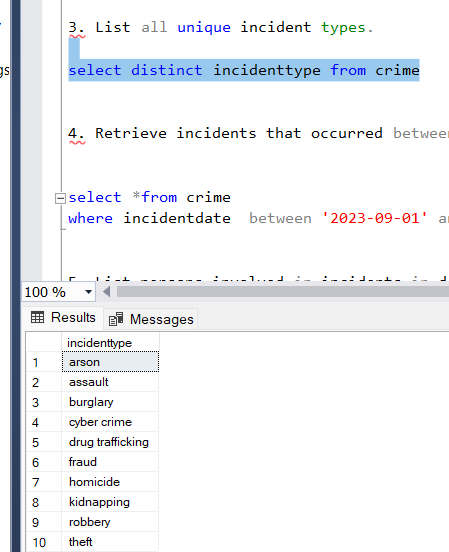 3. List all unique incident types.
select distinct incidenttype from crime
4. Retrieve incidents that occurred between
select *from crime
where incidentdate  between '2023-09-01' an
100 %
Results Messages
incidenttype
1 arson
2 assault
3 burglary
4 cyber crime
5 drug trafficking
6 fraud
7 homicide
8 kidnapping
9 robbery
10 theft